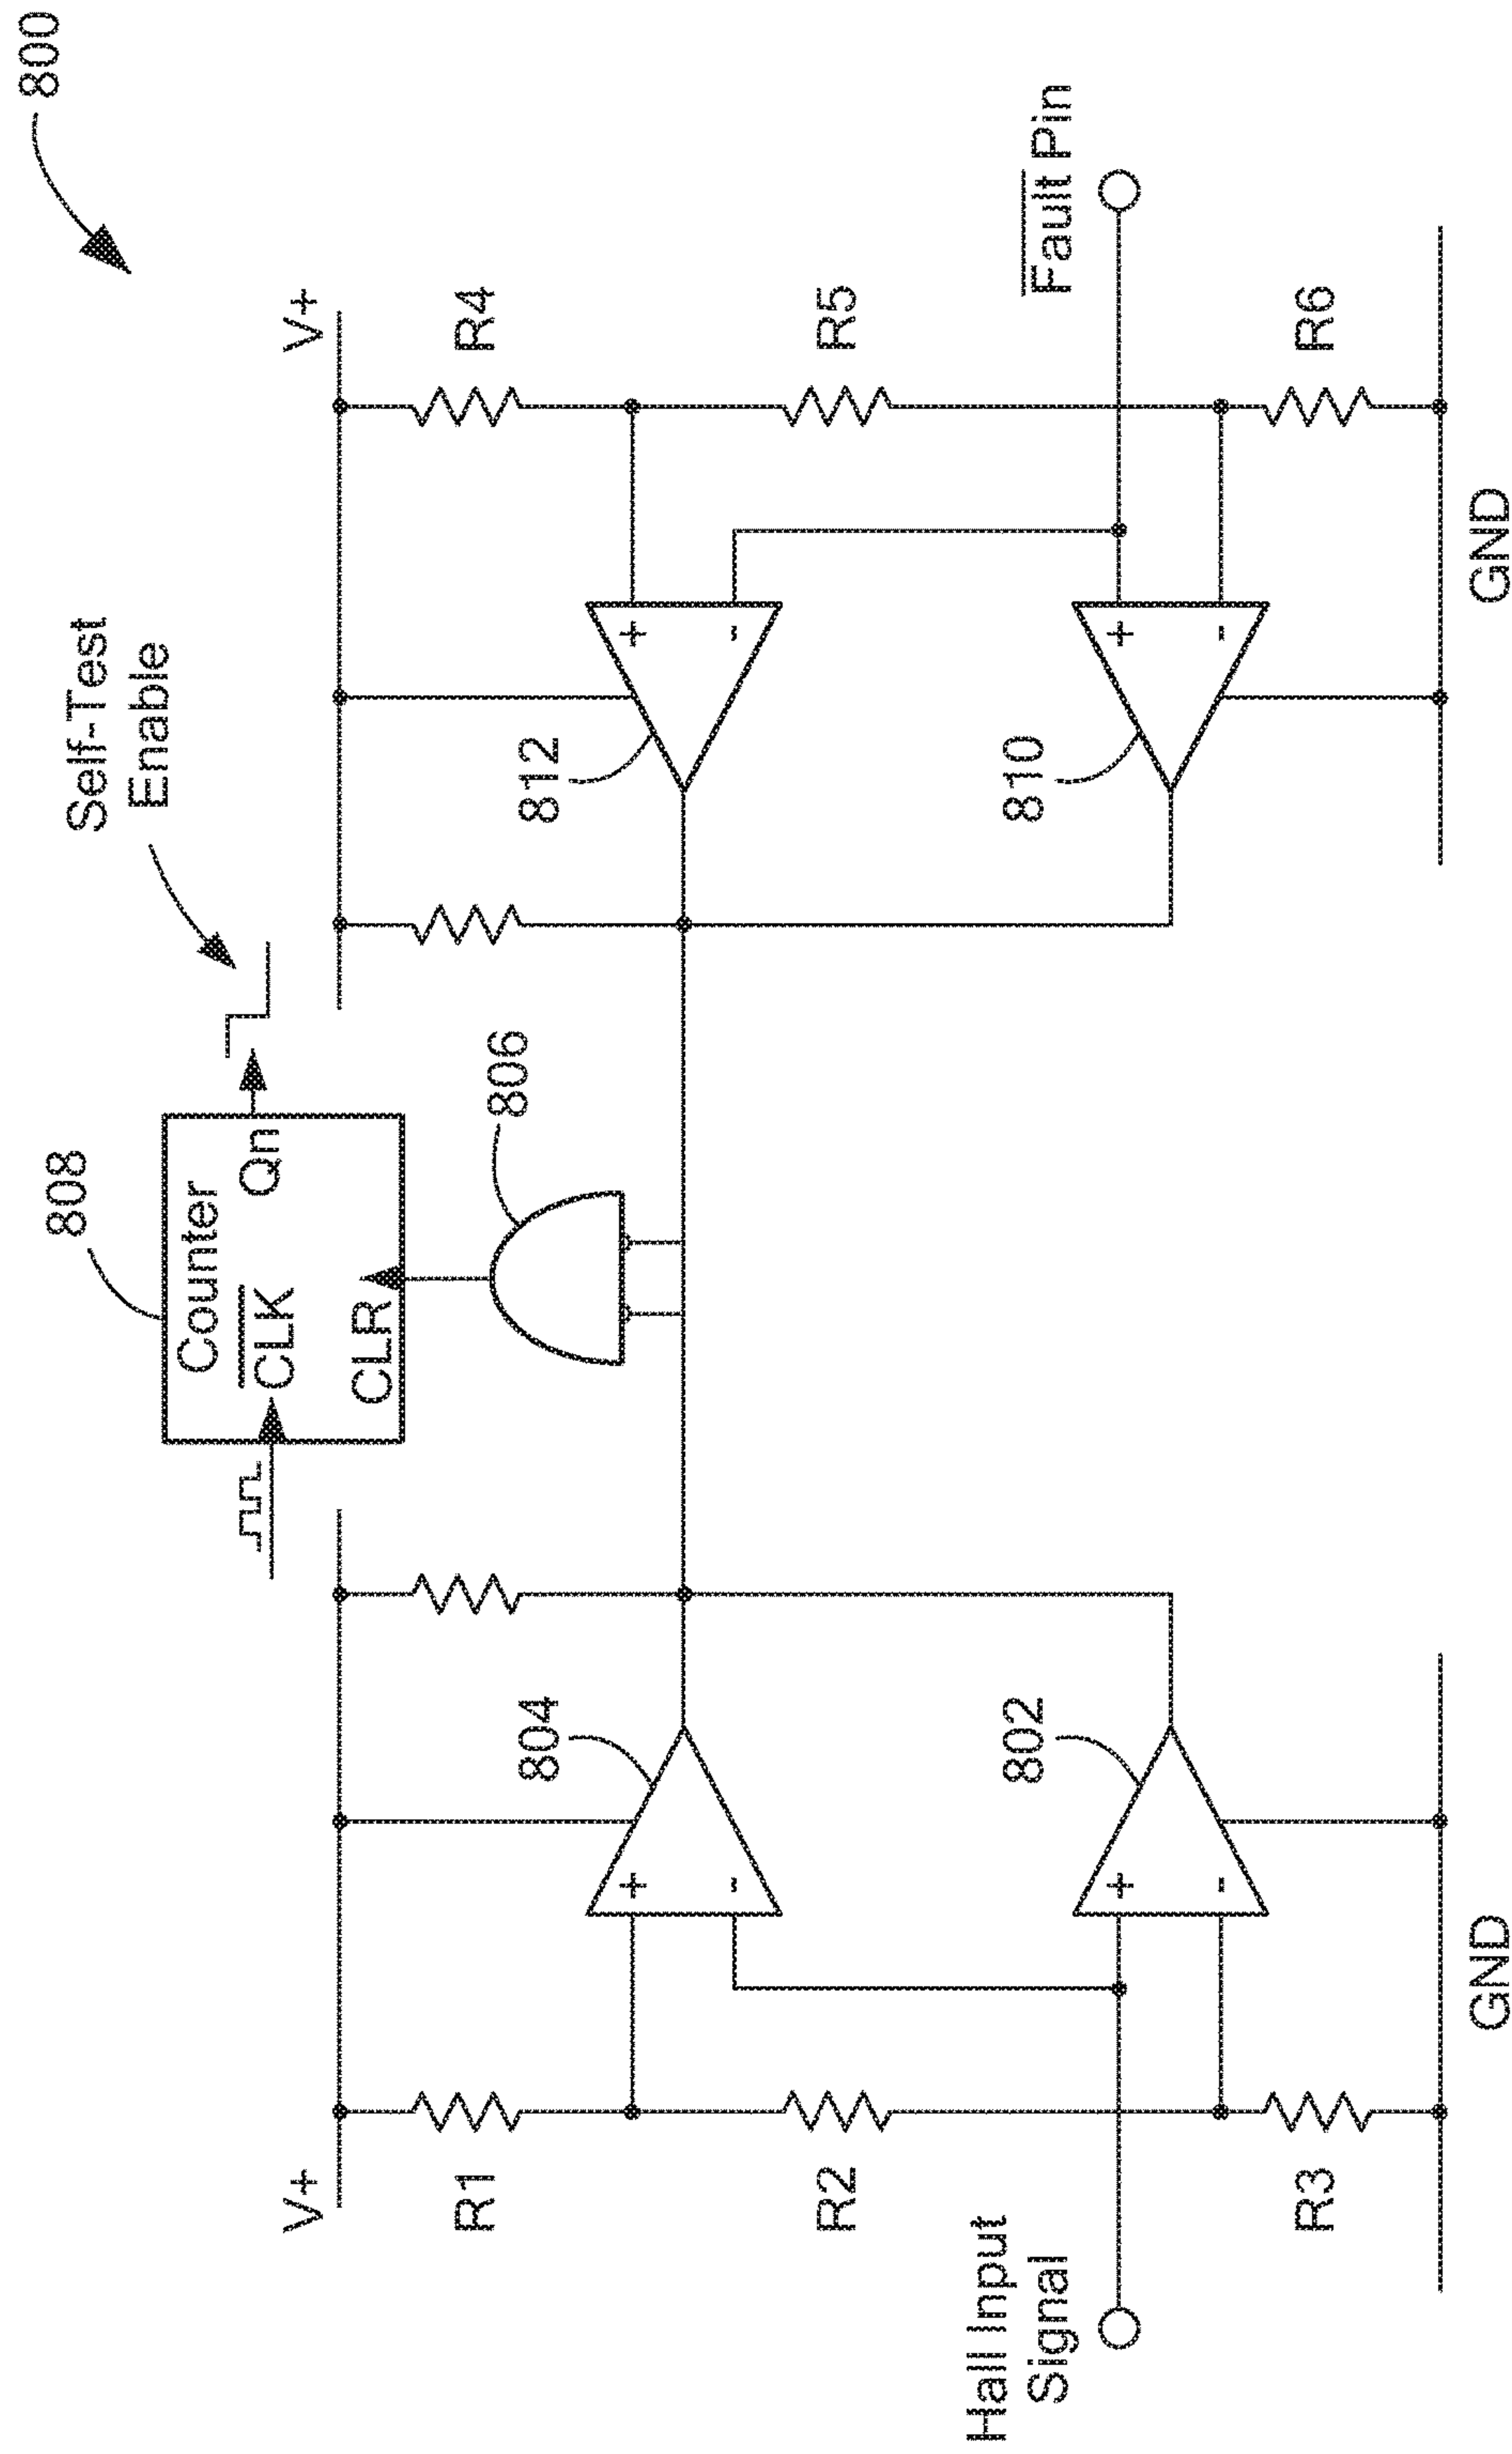 800
808
Counter
CLK
Qn
CLR
Self-Test
Enable
V+
V+
R1
804
806
812
R4
R2
R5
Hall Input
Signal
802
810
Fault Pin
R3
R6
GND
GND